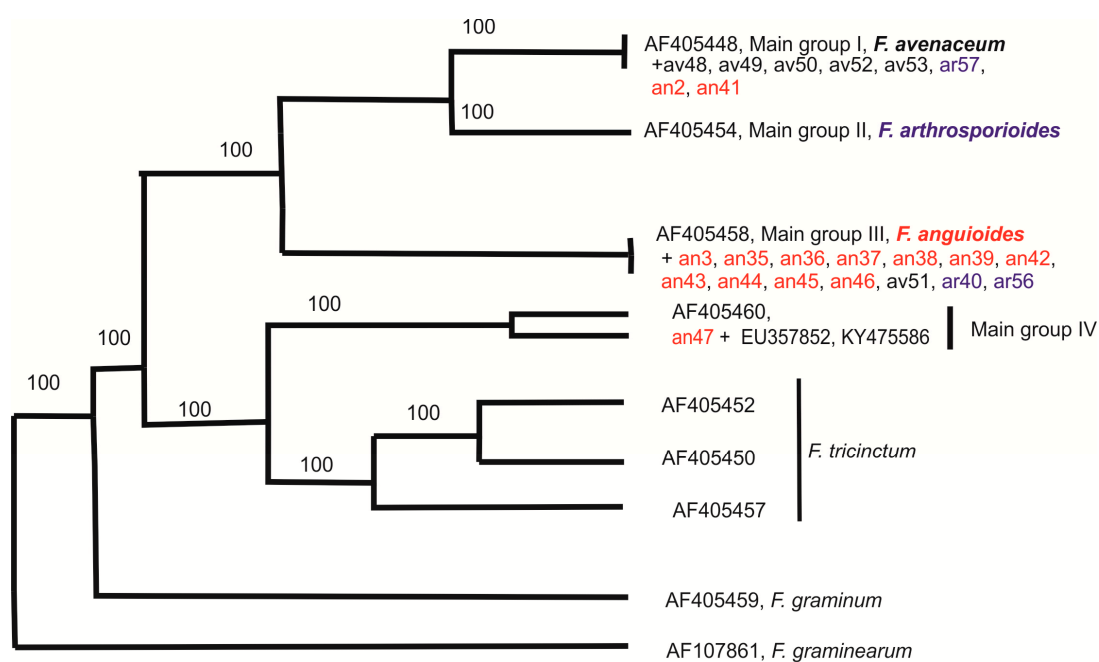 100
AF405448, Main group I, F. avenaceum
+av48, av49, av50, av52, av53, ar57,
an2, an41
100
AF405454, Main group II, F. arthrosporioides
100
AF405458, Main group III, F. anguioides
+ an3, an35, an36, an37, an38, an39, an42,
an43, an44, an45, an46, av51, ar40, ar56
100
AF405460,
an47 + EU357852, KY475586
Main group IV
100
100
100
100
AF405452
F. tricinctum
AF405450
100
AF405457
AF405459, F. graminum
AF107861, F. graminearum